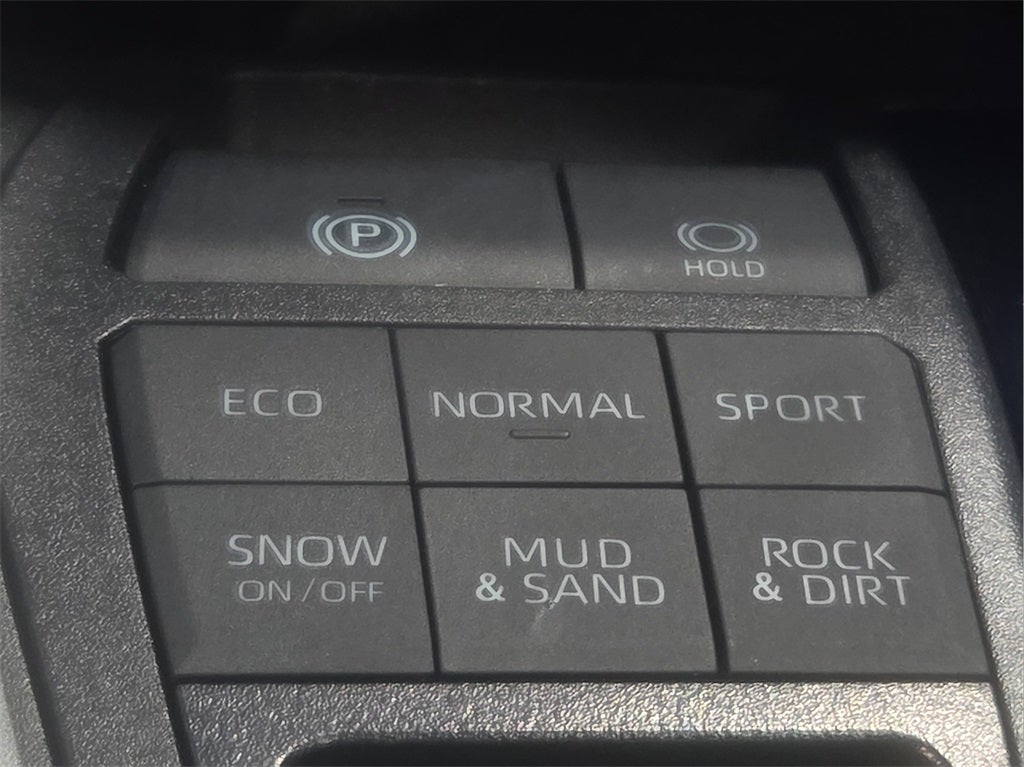 P
HOLD
ECO
NORMAL
SPORT
SNOW
ON/OFF
MUD
& SAND
ROCK
& DIRT